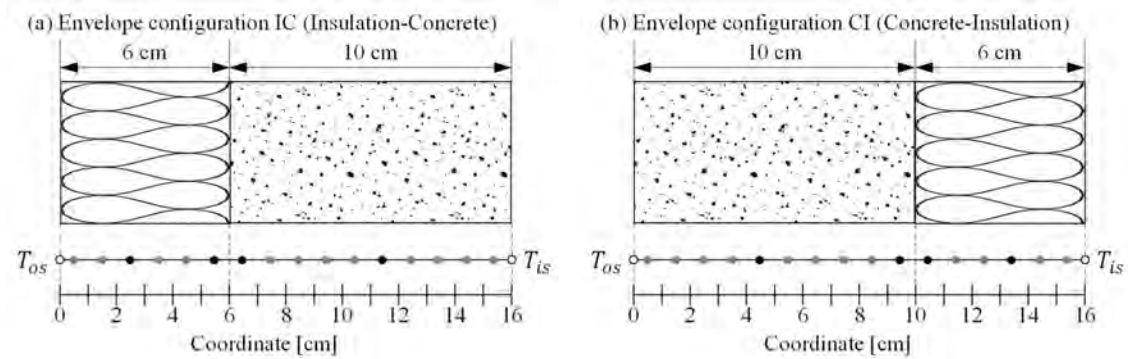 (a) Envelope configuration IC (Insulation-Concrete)
6 cm
10 cm
T_os
T_is
0 2 4 6 8 10 12 14 16
Coordinate [cm]
(b) Envelope configuration CI (Concrete-Insulation)
10 cm
6 cm
T_os
T_is
0 2 4 6 8 10 12 14 16
Coordinate [cm]